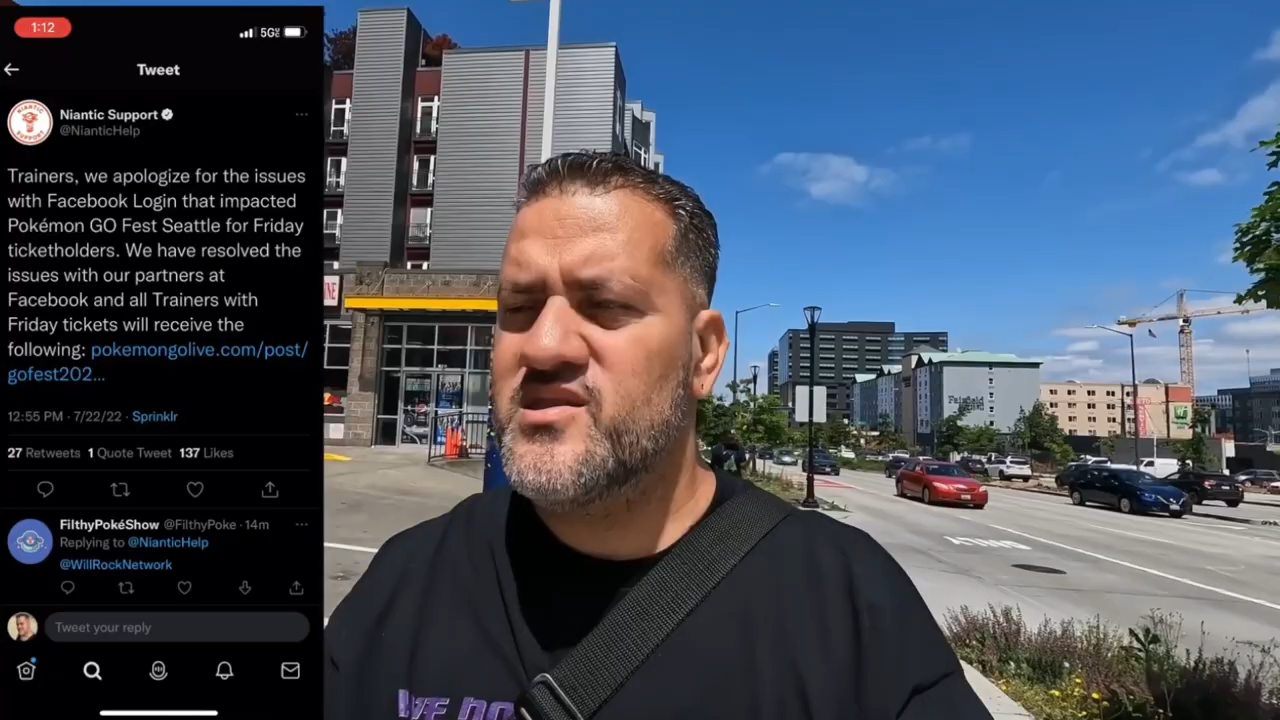 1:12
5G
Tweet
Niantic Support
@NianticHelp
NIANTIC
SUPPORT
Trainers, we apologize for the issues
with Facebook Login that impacted
Pokémon GO Fest Seattle for Friday
ticketholders. We have resolved the
issues with our partners at
Facebook and all Trainers with
Friday tickets will receive the
following: pokemongolive.com/post/
gofest202...
12:55 PM · 7/22/22 · Sprinklr
27 Retweets 1 Quote Tweet 137 Likes
FilthyPokéShow @FilthyPoke · 14m
Replying to @NianticHelp
@WillRockNetwork
Tweet your reply
Fairfield